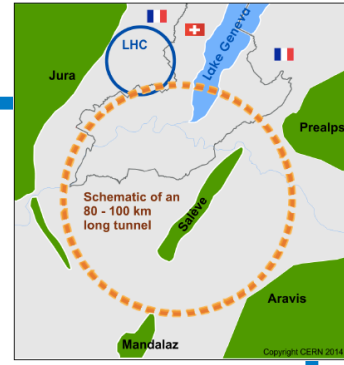 LHC
Lake Geneva
Jura
Prealps
Schematic of an
80 - 100 km
long tunnel
Salève
Aravis
Mandalaz
Copyright CERN 2014